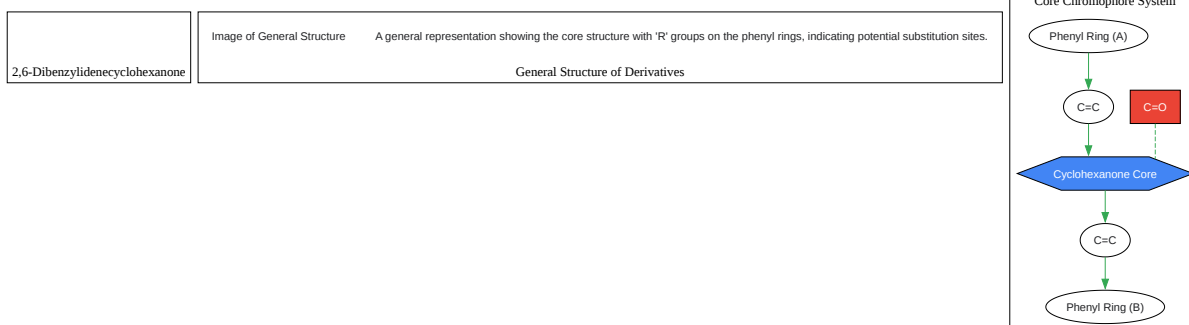 2,6-Dibenzylidenecyclohexanone
Image of General Structure
A general representation showing the core structure with 'R' groups on the phenyl rings, indicating potential substitution sites.
General Structure of Derivatives
Core Chromophore System
Phenyl Ring (A)
C=C
C=O
Cyclohexanone Core
C=C
Phenyl Ring (B)